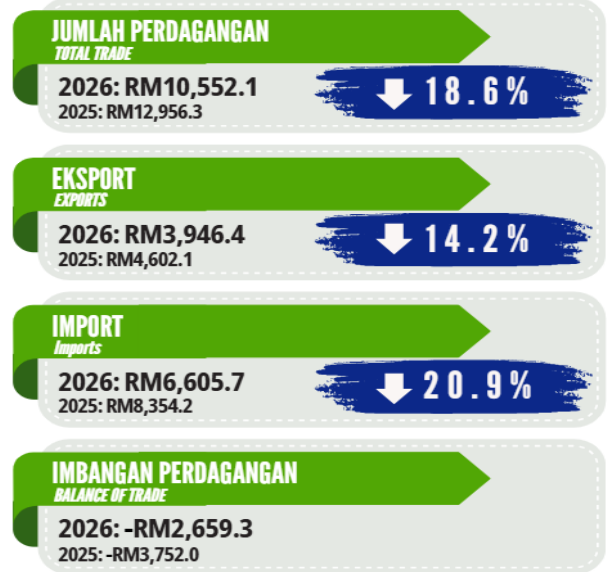 JUMLAH PERDAGANGAN
TOTAL TRADE
2026: RM10,552.1
2025: RM12,956.3
18.6%
EKSPORT
EXPORTS
2026: RM3,946.4
2025: RM4,602.1
14.2%
IMPORT
Imports
2026: RM6,605.7
2025: RM8,354.2
20.9%
IMBANGAN PERDAGANGAN
BALANCE OF TRADE
2026: -RM2,659.3
2025: -RM3,752.0